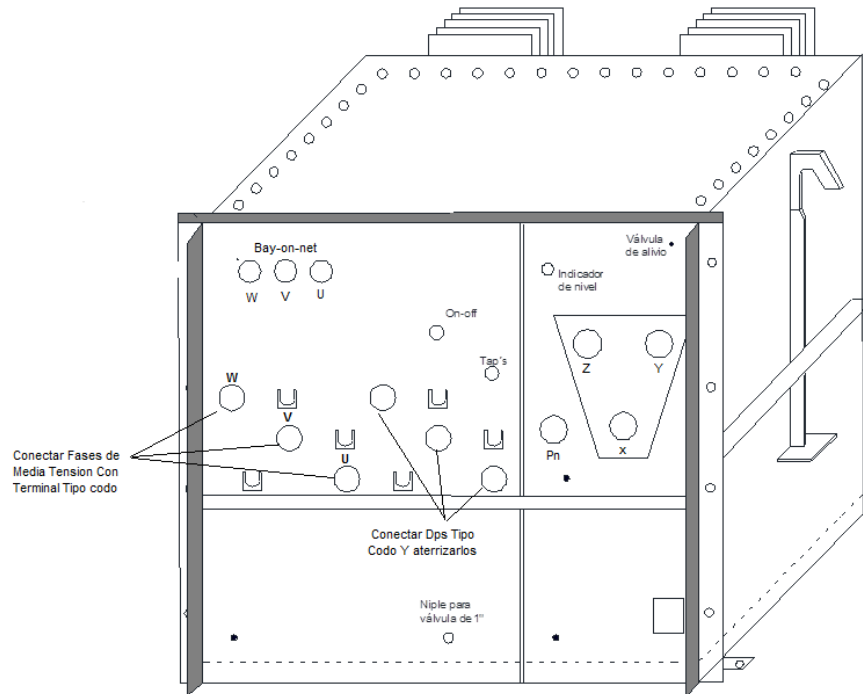 Bay-on-net
W V U
Válvula
de alivio
Indicador
de nivel
On-off
Tap's
Z Y
W
V
U
Pn
x
Conectar Fases de
Media Tension Con
Terminal Tipo codo
Conectar Dps Tipo
Codo Y aterrizarlos
Niple para
válvula de 1"